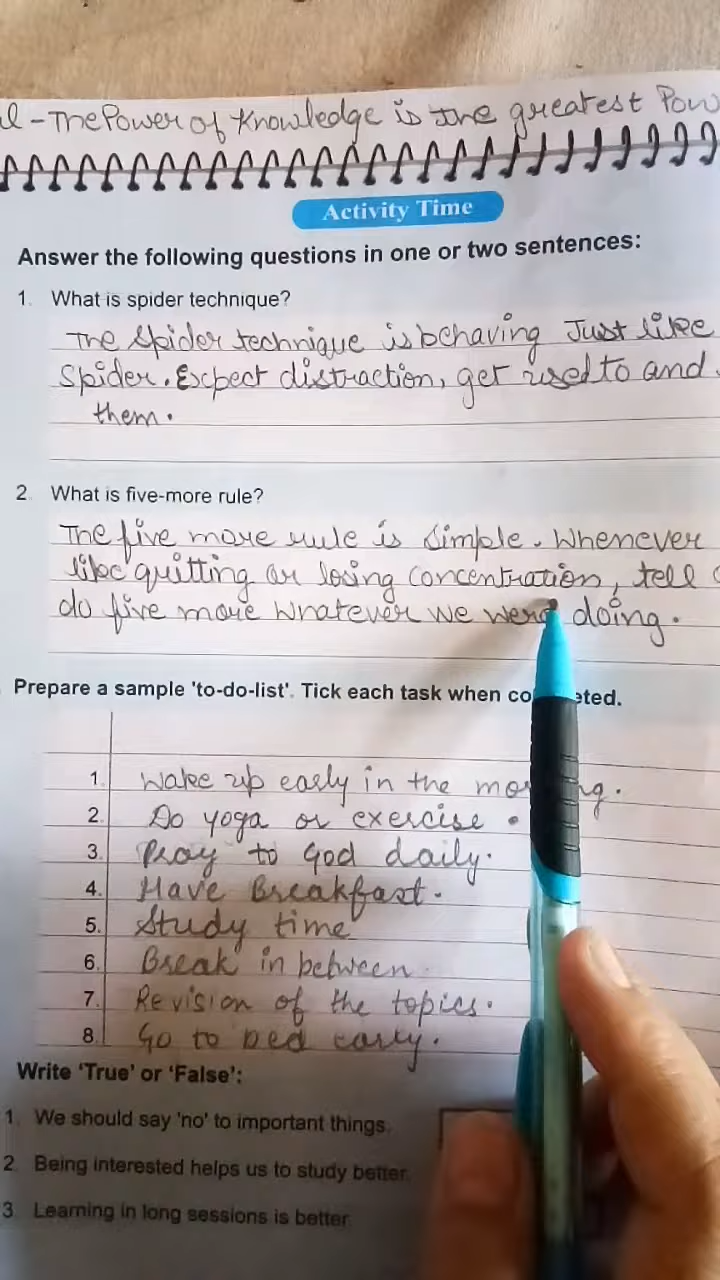 - The Power of Knowledge is the greatest Pow
Activity Time
Answer the following questions in one or two sentences:
1. What is spider technique?
The Spider technique is behaving Just like
Spider. Expect distraction, get used to and
them.
2. What is five-more rule?
The five more rule is simple. Whenever
like quitting or losing concentration, tell
do five more whatever we were doing.
Prepare a sample 'to-do-list'. Tick each task when co eted.
1. Wake up early in the mo ng.
2. Do yoga or exercise.
3. Pray to God daily.
4. Have Breakfast.
5. Study time
6. Break in between.
7. Revision of the topics.
8. Go to bed early.
Write 'True' or 'False':
1. We should say 'no' to important things.
2. Being interested helps us to study better.
3. Learning in long sessions is better.